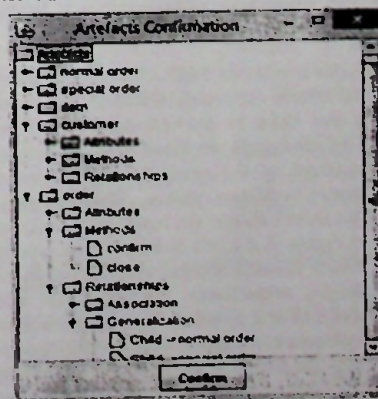 Artefacts Confirmation
normal order
special order
item
customer
Attributes
Methods
Relationships
order
Attributes
Methods
confirm
close
Relationships
Association
Generalization
Child -> normal order
Confirm